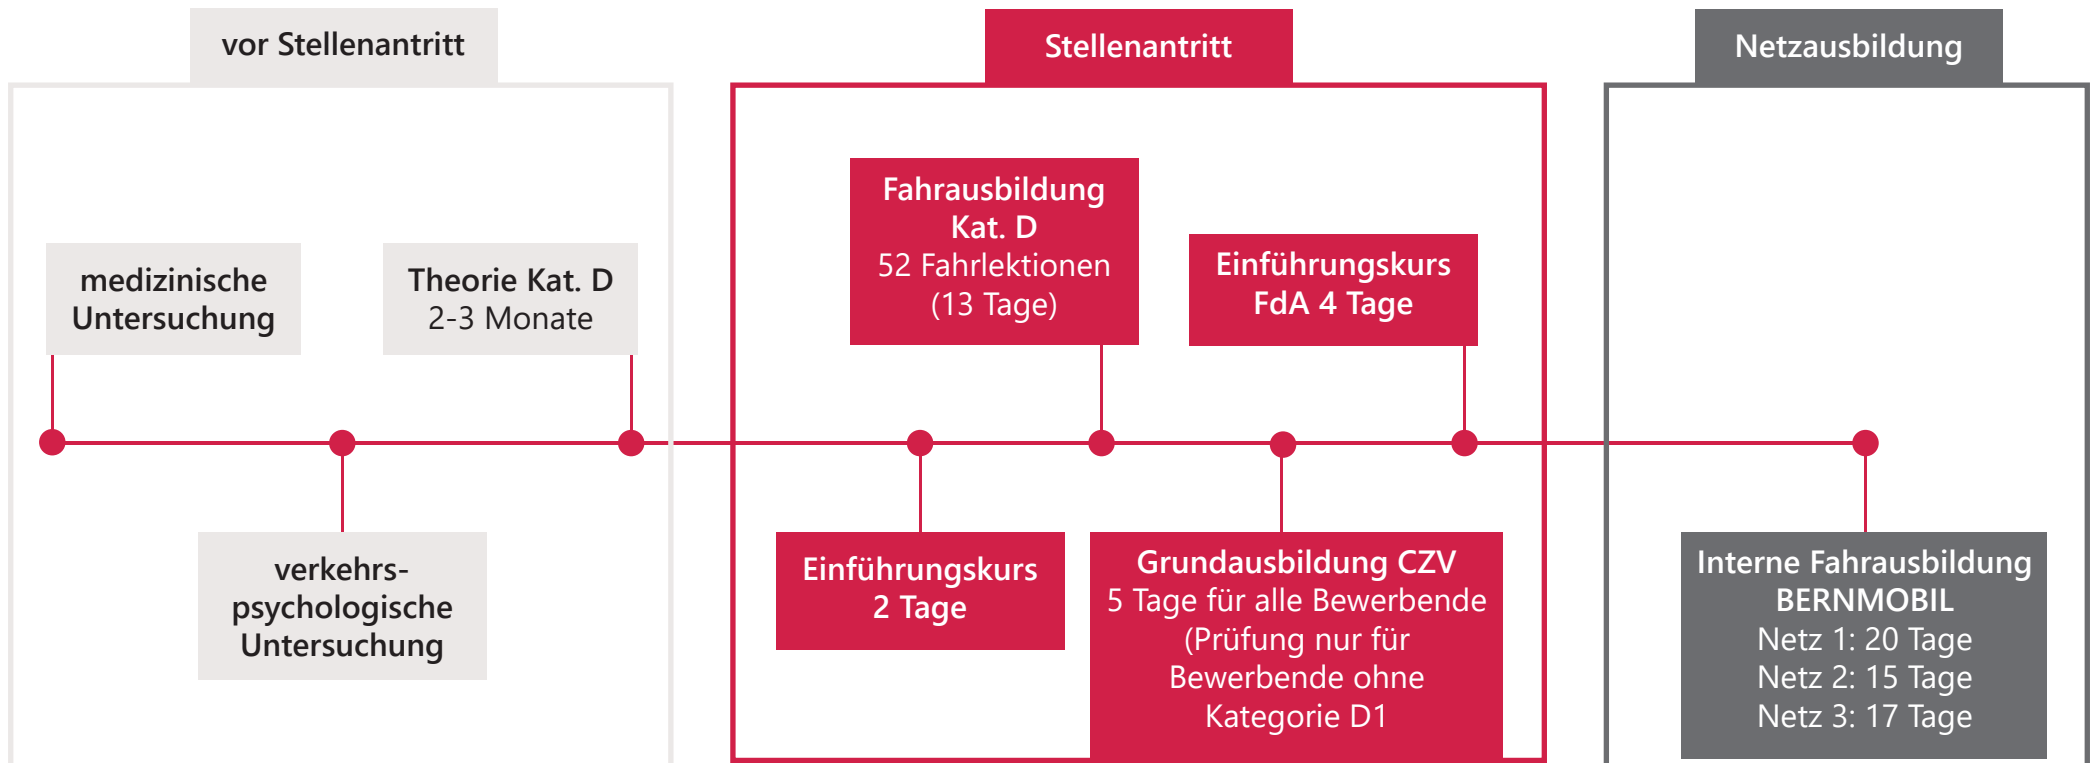 vor Stellenantritt
medizinische
Untersuchung
verkehrs-
psychologische
Untersuchung
Theorie Kat. D
2-3 Monate
Stellenantritt
Einführungskurs
2 Tage
Fahrausbildung
Kat. D
52 Fahrlektionen
(13 Tage)
Grundausbildung CZV
5 Tage für alle Bewerbende
(Prüfung nur für
Bewerbende ohne
Kategorie D1
Einführungskurs
FdA 4 Tage
Netzausbildung
Interne Fahrausbildung
BERNMOBIL
Netz 1: 20 Tage
Netz 2: 15 Tage
Netz 3: 17 Tage